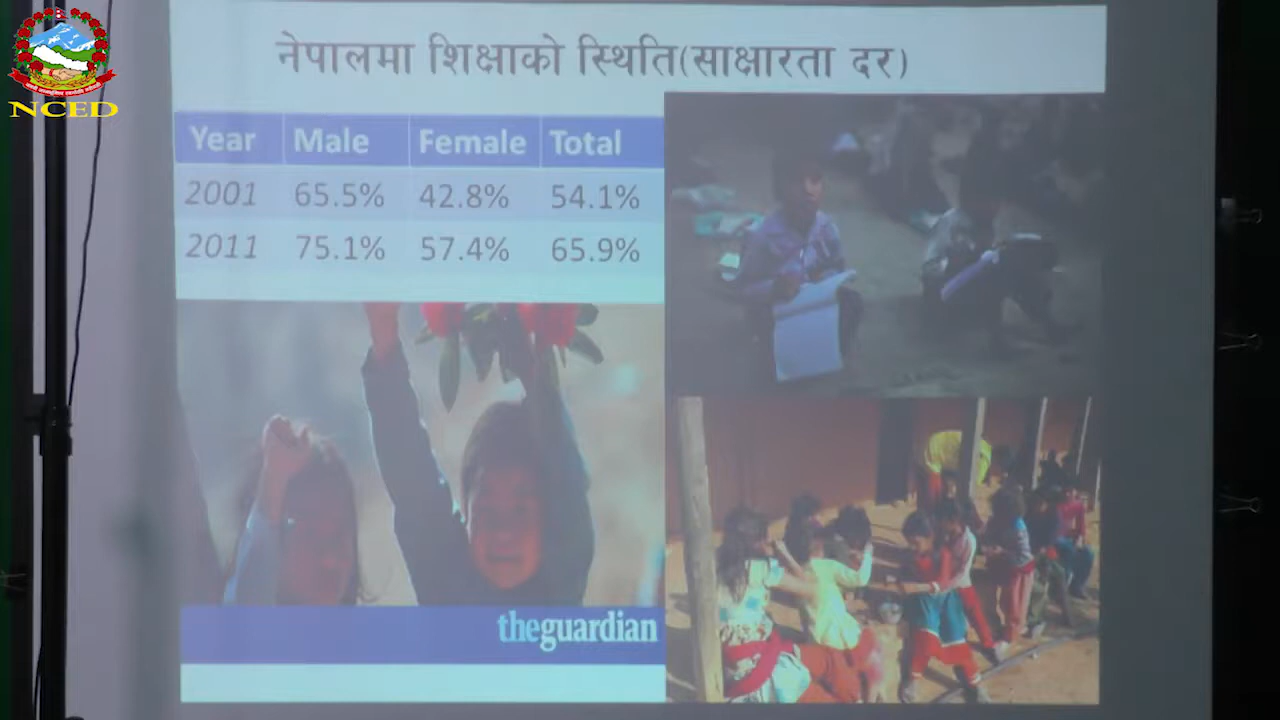 NCED
नेपालमा शिक्षाको स्थिति(साक्षारता दर)
Year Male Female Total
2001 65.5% 42.8% 54.1%
2011 75.1% 57.4% 65.9%
theguardian